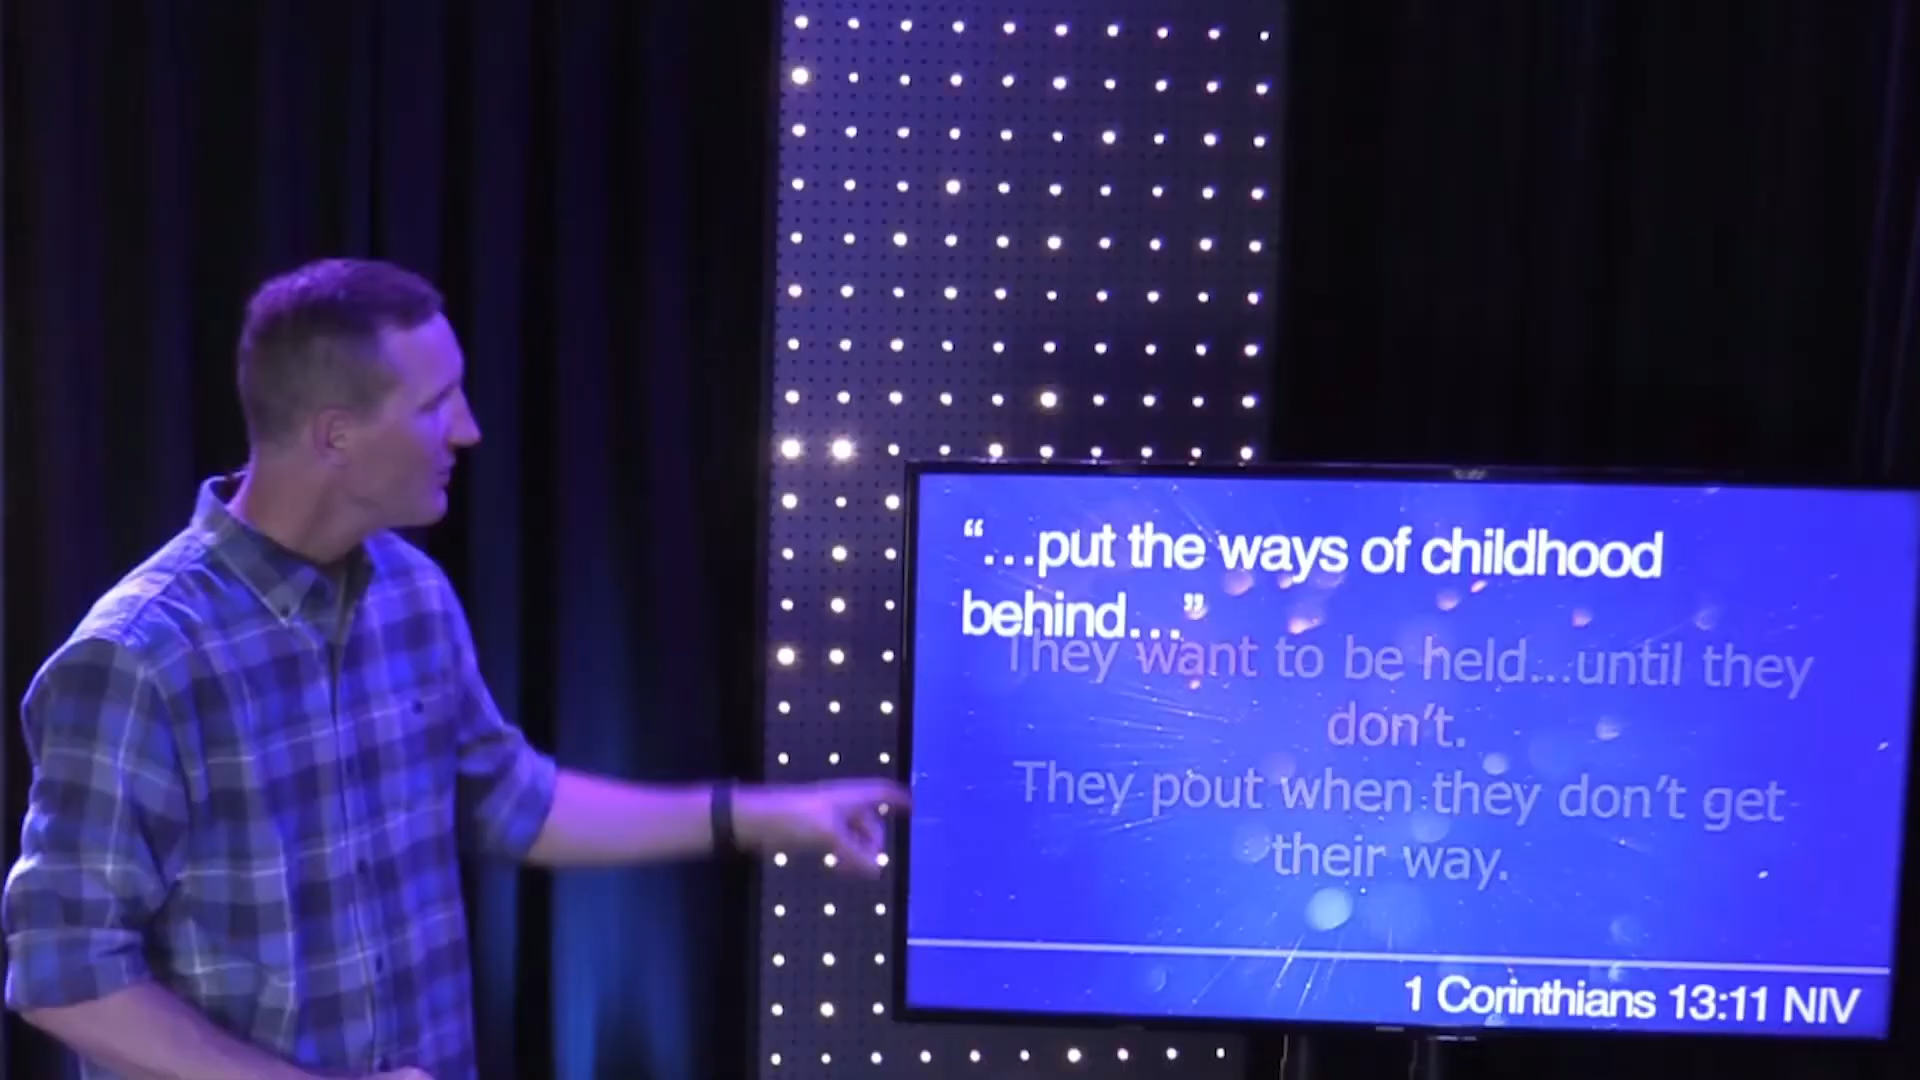 “…put the ways of childhood
behind…”
They want to be held...until they
don't.
They pout when they don't get
their way.
1 Corinthians 13:11 NIV